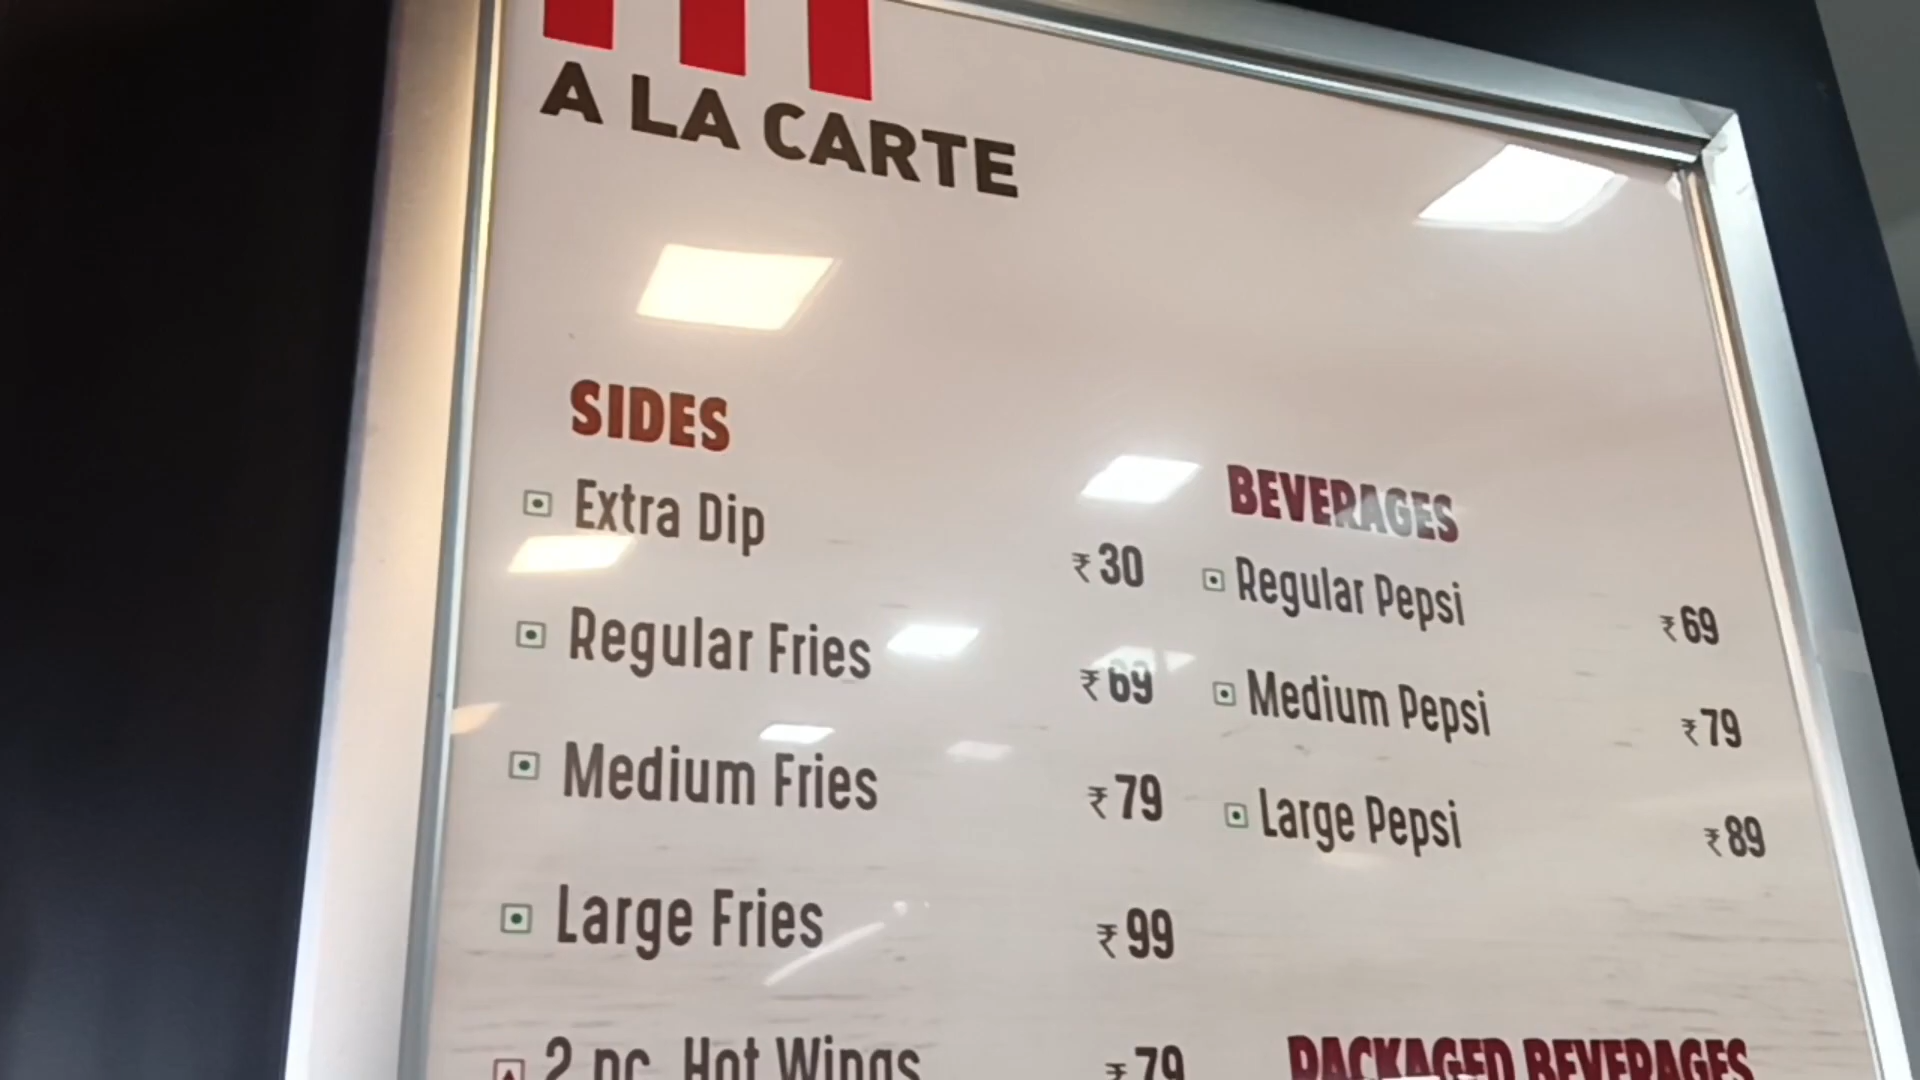 A LA CARTE
SIDES
Extra Dip ₹30
Regular Fries ₹69
Medium Fries ₹79
Large Fries ₹99
2 pc. Hot Wings ₹79
BEVERAGES
Regular Pepsi ₹69
Medium Pepsi ₹79
Large Pepsi ₹89
PACKAGED BEVERAGES